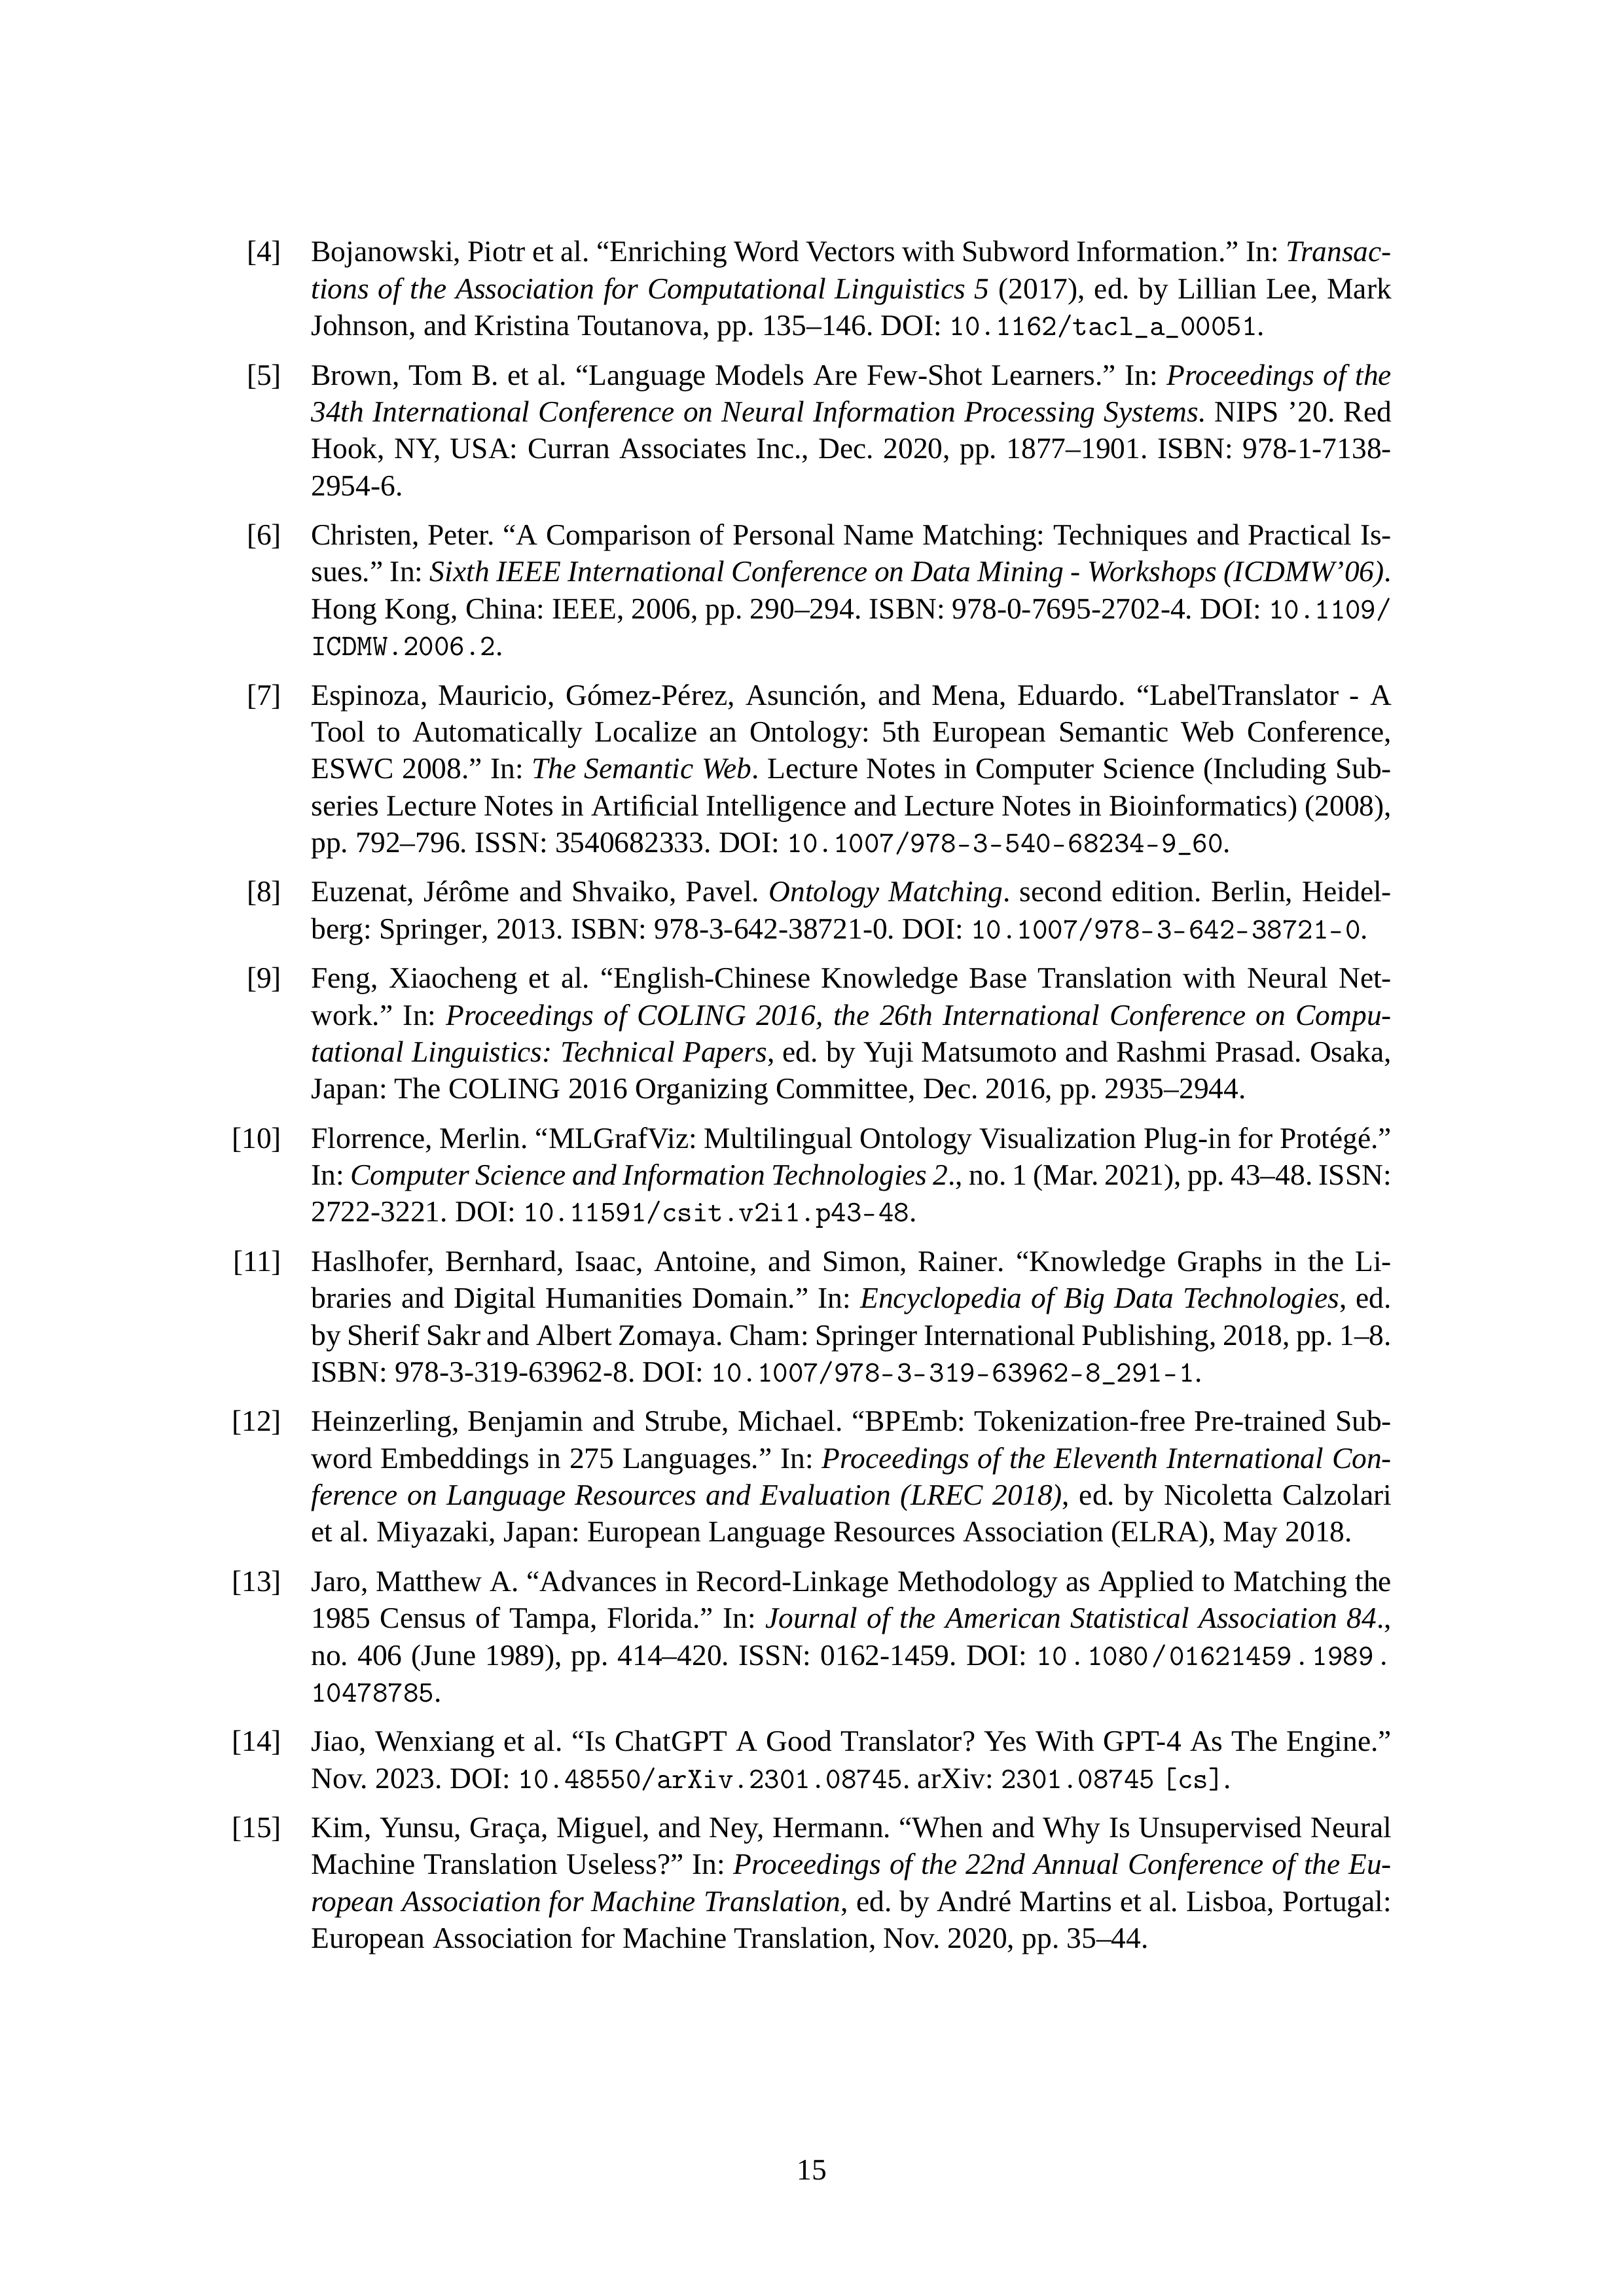 [4] Bojanowski, Piotr et al. “Enriching Word Vectors with Subword Information.” In: Transac-
tions of the Association for Computational Linguistics 5 (2017), ed. by Lillian Lee, Mark
Johnson, and Kristina Toutanova, pp. 135–146. DOI: 10.1162/tacl_a_00051.
[5] Brown, Tom B. et al. “Language Models Are Few-Shot Learners.” In: Proceedings of the
34th International Conference on Neural Information Processing Systems. NIPS ’20. Red
Hook, NY, USA: Curran Associates Inc., Dec. 2020, pp. 1877–1901. ISBN: 978-1-7138-
2954-6.
[6] Christen, Peter. “A Comparison of Personal Name Matching: Techniques and Practical Is-
sues.” In: Sixth IEEE International Conference on Data Mining - Workshops (ICDMW’06).
Hong Kong, China: IEEE, 2006, pp. 290–294. ISBN: 978-0-7695-2702-4. DOI: 10.1109/
ICDMW.2006.2.
[7] Espinoza, Mauricio, Gómez-Pérez, Asunción, and Mena, Eduardo. “LabelTranslator - A
Tool to Automatically Localize an Ontology: 5th European Semantic Web Conference,
ESWC 2008.” In: The Semantic Web. Lecture Notes in Computer Science (Including Sub-
series Lecture Notes in Artificial Intelligence and Lecture Notes in Bioinformatics) (2008),
pp. 792–796. ISSN: 3540682333. DOI: 10.1007/978-3-540-68234-9_60.
[8] Euzenat, Jérôme and Shvaiko, Pavel. Ontology Matching. second edition. Berlin, Heidel-
berg: Springer, 2013. ISBN: 978-3-642-38721-0. DOI: 10.1007/978-3-642-38721-0.
[9] Feng, Xiaocheng et al. “English-Chinese Knowledge Base Translation with Neural Net-
work.” In: Proceedings of COLING 2016, the 26th International Conference on Compu-
tational Linguistics: Technical Papers, ed. by Yuji Matsumoto and Rashmi Prasad. Osaka,
Japan: The COLING 2016 Organizing Committee, Dec. 2016, pp. 2935–2944.
[10] Florrence, Merlin. “MLGrafViz: Multilingual Ontology Visualization Plug-in for Protégé.”
In: Computer Science and Information Technologies 2., no. 1 (Mar. 2021), pp. 43–48. ISSN:
2722-3221. DOI: 10.11591/csit.v2i1.p43-48.
[11] Haslhofer, Bernhard, Isaac, Antoine, and Simon, Rainer. “Knowledge Graphs in the Li-
braries and Digital Humanities Domain.” In: Encyclopedia of Big Data Technologies, ed.
by Sherif Sakr and Albert Zomaya. Cham: Springer International Publishing, 2018, pp. 1–8.
ISBN: 978-3-319-63962-8. DOI: 10.1007/978-3-319-63962-8_291-1.
[12] Heinzerling, Benjamin and Strube, Michael. “BPEmb: Tokenization-free Pre-trained Sub-
word Embeddings in 275 Languages.” In: Proceedings of the Eleventh International Con-
ference on Language Resources and Evaluation (LREC 2018), ed. by Nicoletta Calzolari
et al. Miyazaki, Japan: European Language Resources Association (ELRA), May 2018.
[13] Jaro, Matthew A. “Advances in Record-Linkage Methodology as Applied to Matching the
1985 Census of Tampa, Florida.” In: Journal of the American Statistical Association 84.,
no. 406 (June 1989), pp. 414–420. ISSN: 0162-1459. DOI: 10.1080/01621459.1989.
10478785.
[14] Jiao, Wenxiang et al. “Is ChatGPT A Good Translator? Yes With GPT-4 As The Engine.”
Nov. 2023. DOI: 10.48550/arXiv.2301.08745. arXiv: 2301.08745 [cs].
[15] Kim, Yunsu, Graça, Miguel, and Ney, Hermann. “When and Why Is Unsupervised Neural
Machine Translation Useless?” In: Proceedings of the 22nd Annual Conference of the Eu-
ropean Association for Machine Translation, ed. by André Martins et al. Lisboa, Portugal:
European Association for Machine Translation, Nov. 2020, pp. 35–44.
15